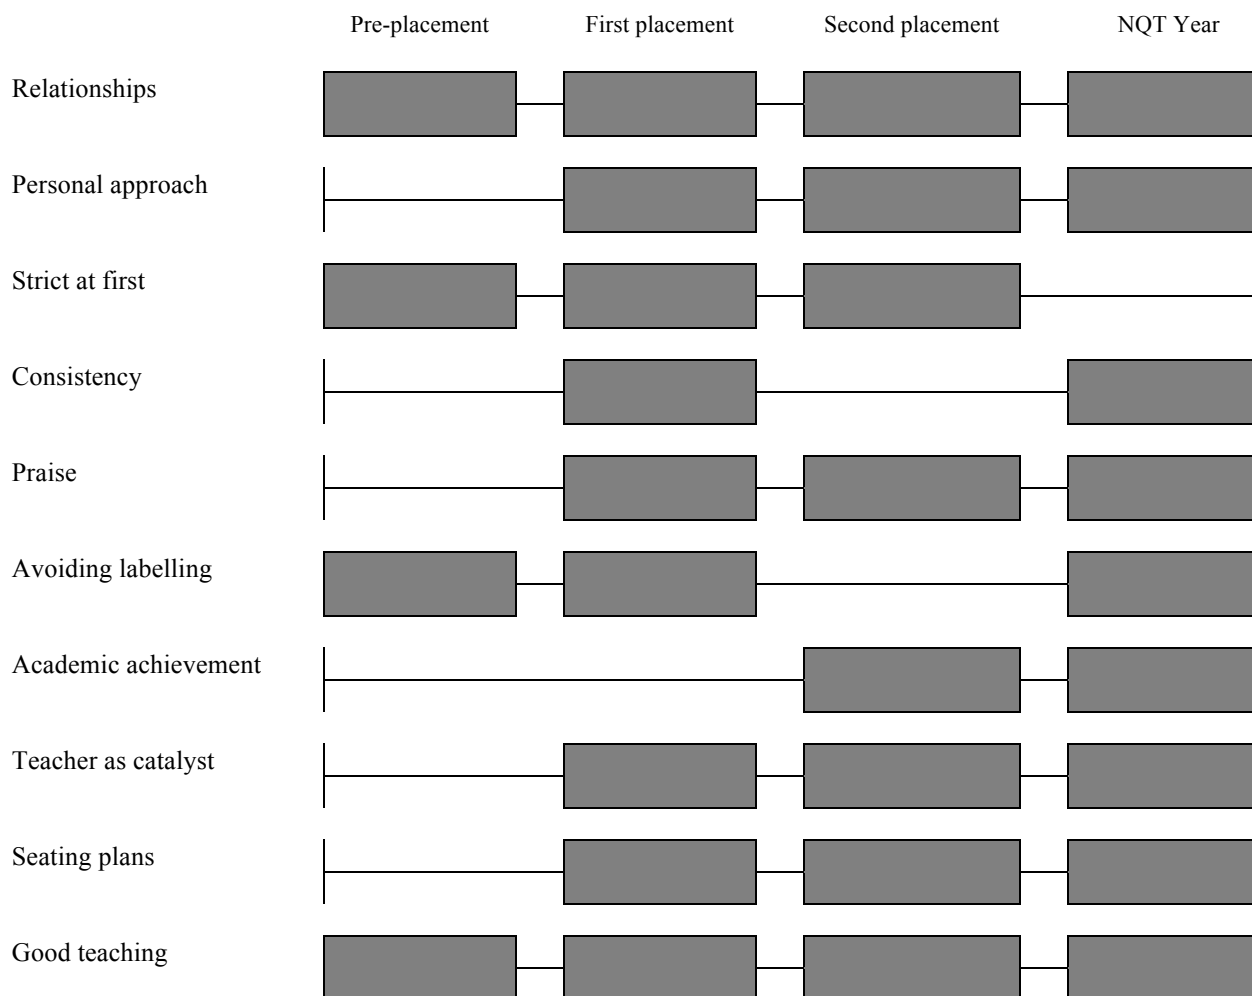 Pre-placement First placement Second placement NQT Year
Relationships
Personal approach
Strict at first
Consistency
Praise
Avoiding labelling
Academic achievement
Teacher as catalyst
Seating plans
Good teaching